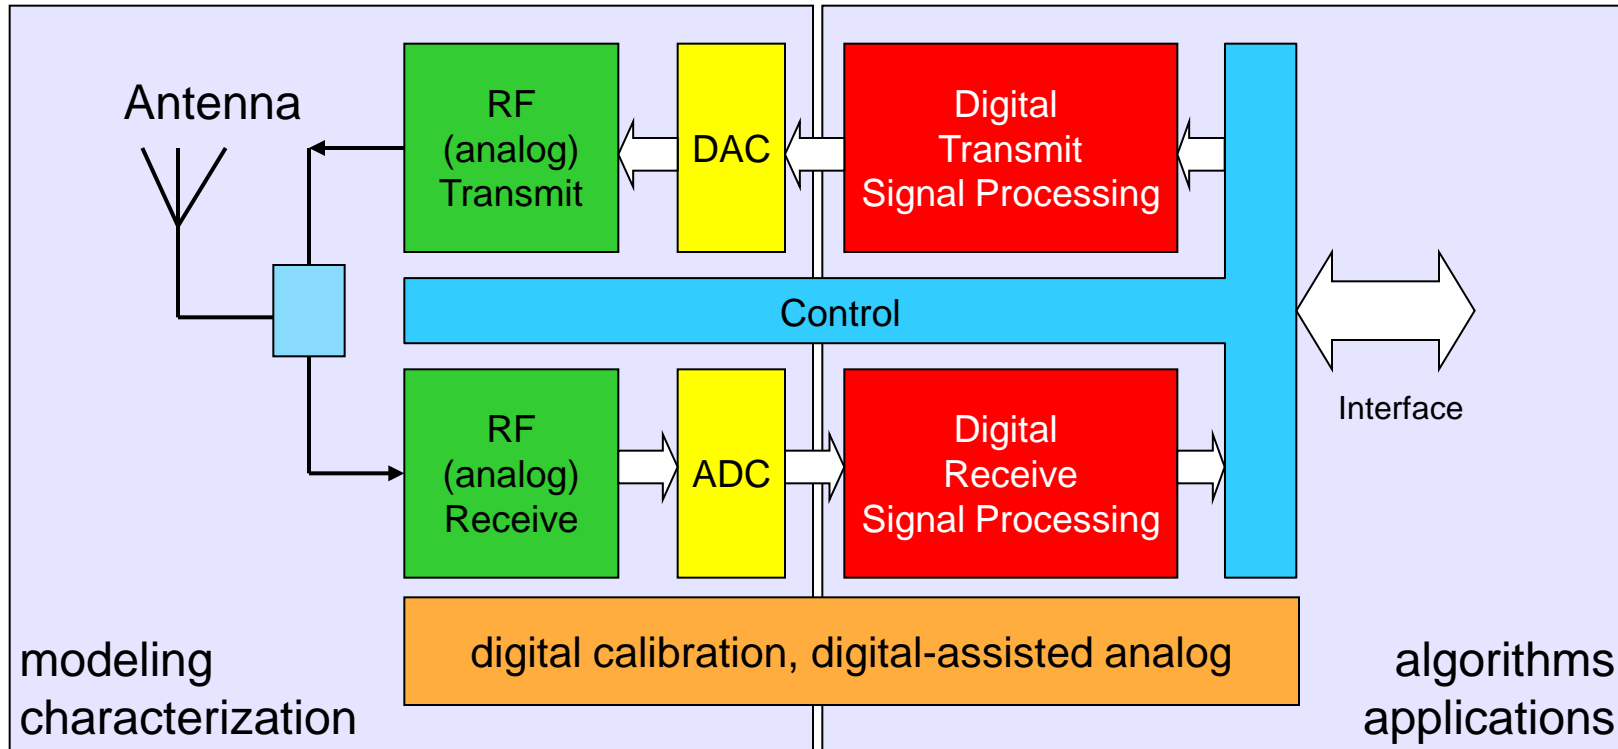 Antenna
RF
(analog)
Transmit
DAC
Digital
Transmit
Signal Processing
Control
Interface
RF
(analog)
Receive
ADC
Digital
Receive
Signal Processing
digital calibration, digital-assisted analog
modeling
characterization
algorithms
applications